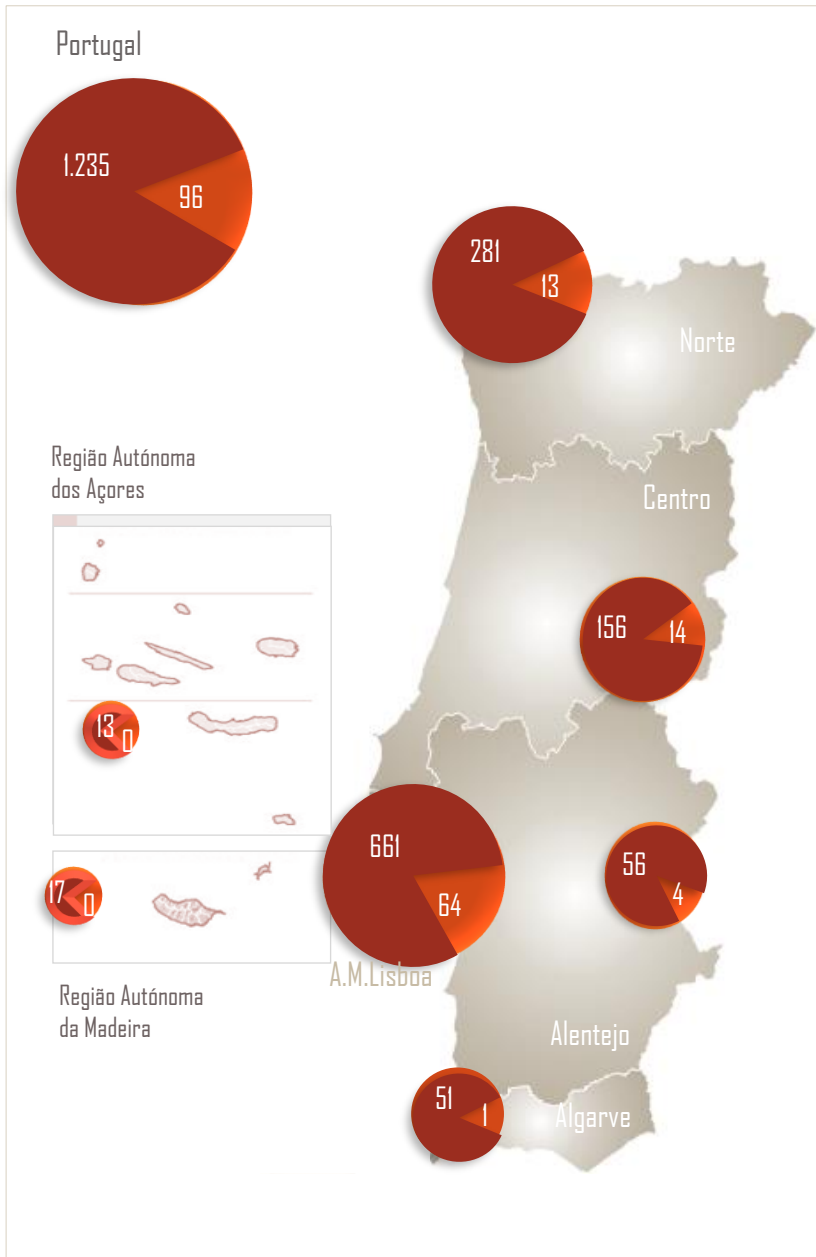 Portugal
1.235
96
281
13
Norte
Região Autónoma
dos Açores
Centro
156
14
13
0
661
64
56
4
17
0
A.M.Lisboa
Região Autónoma
da Madeira
Alentejo
51
1
Algarve